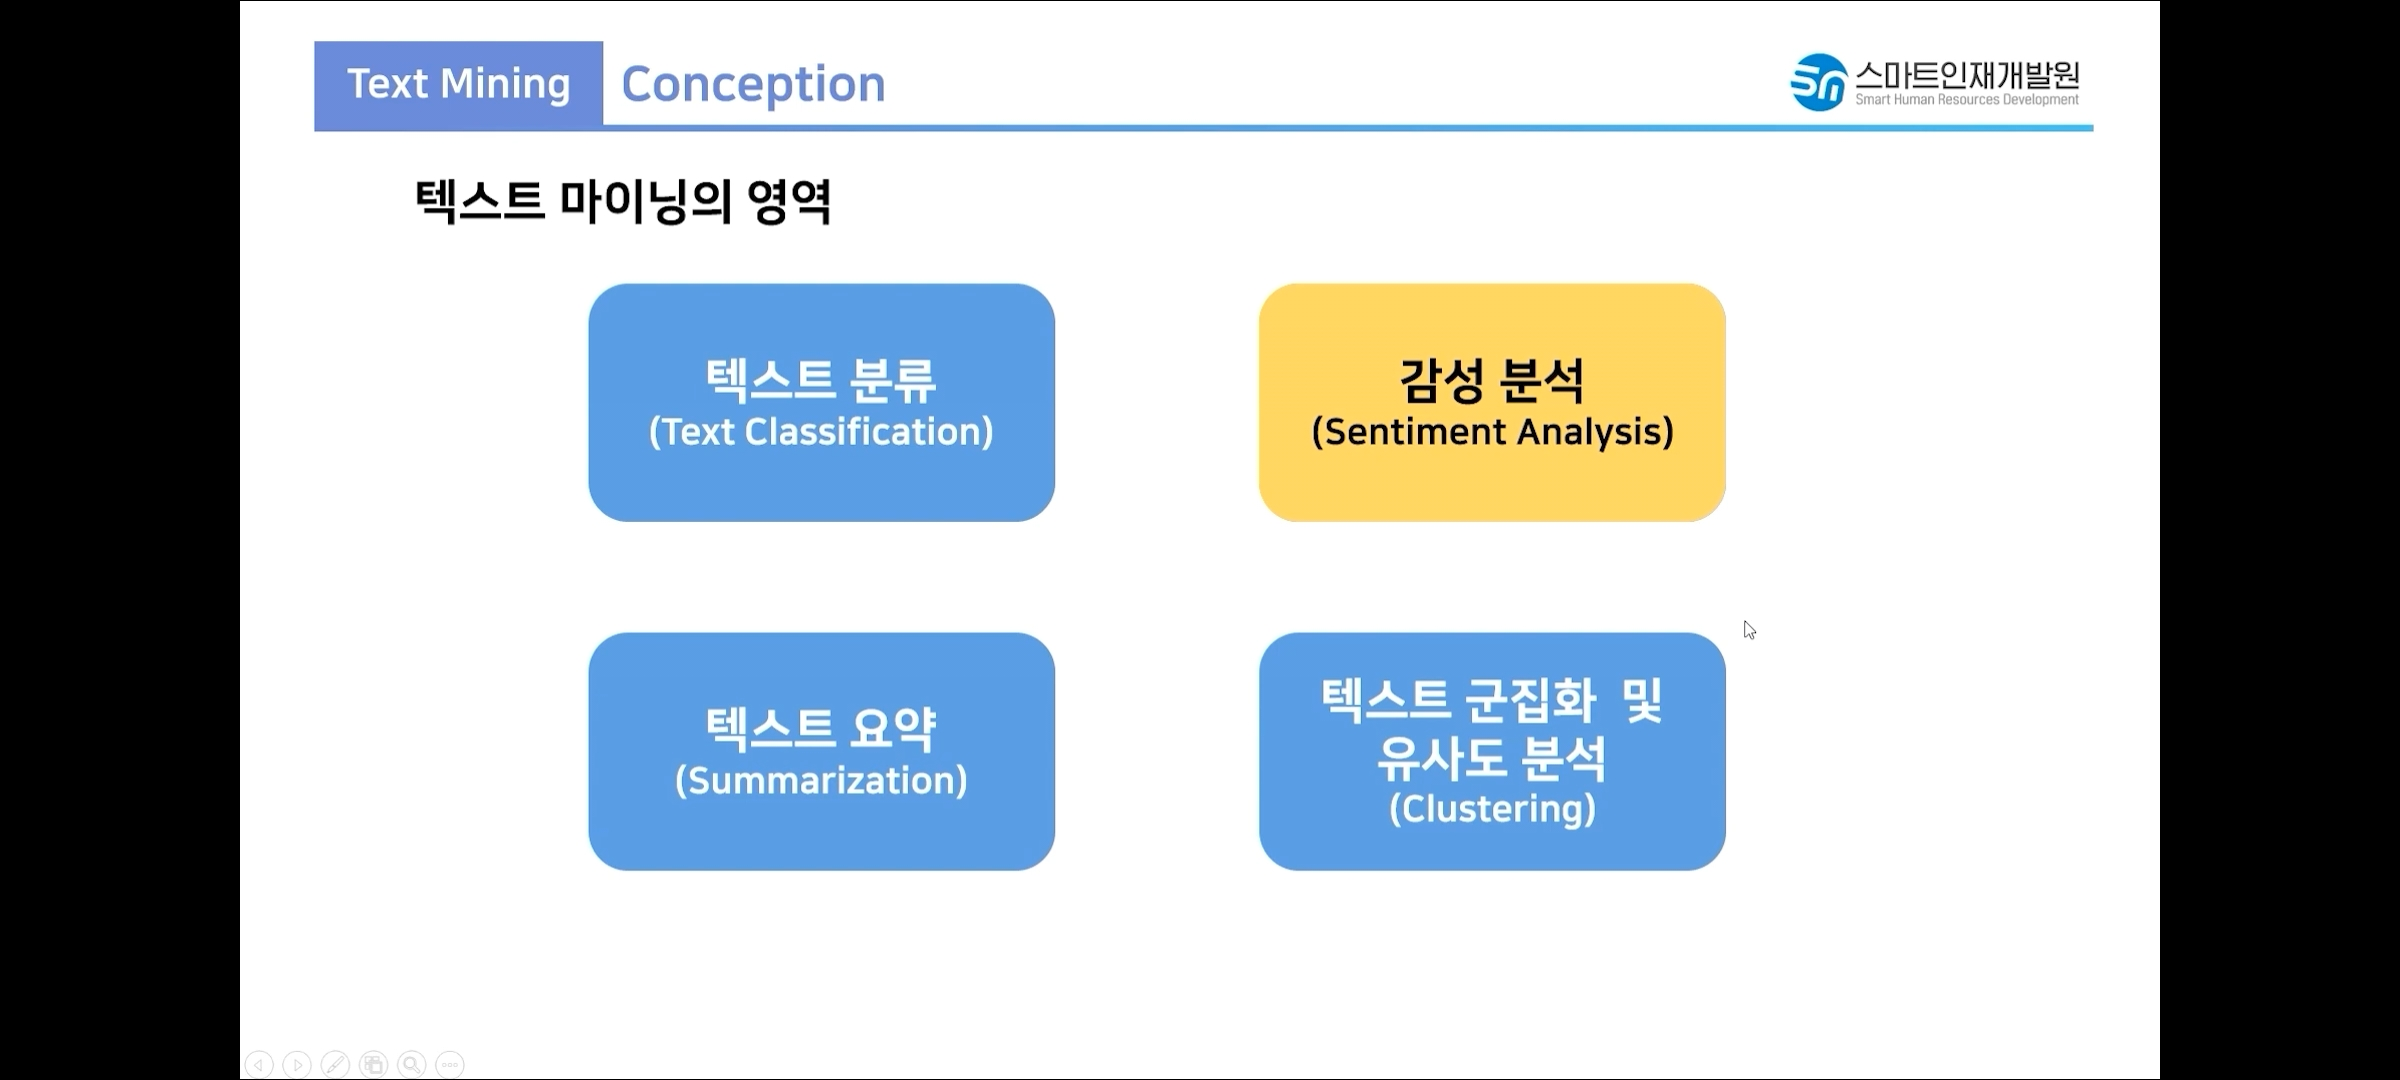 Text Mining Conception
스마트인재개발원
Smart Human Resources Development
텍스트 마이닝의 영역
텍스트 분류
(Text Classification)
감성 분석
(Sentiment Analysis)
텍스트 요약
(Summarization)
텍스트 군집화 및
유사도 분석
(Clustering)